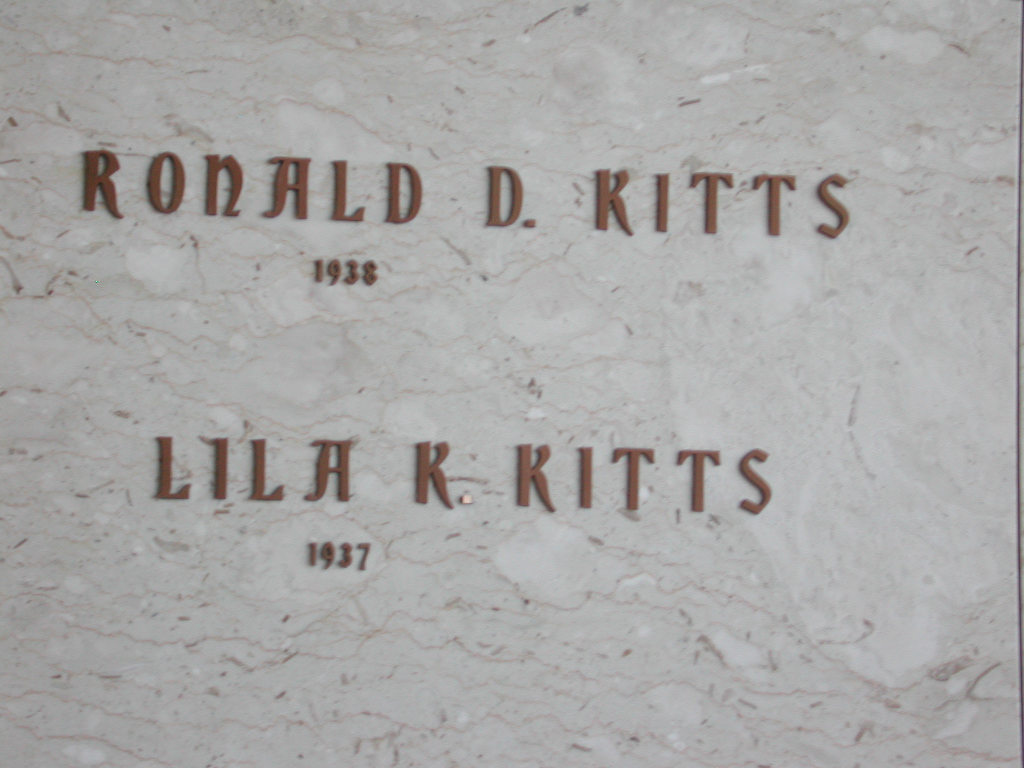 RONALD D. KITTS
1938
LILA K. KITTS
1937